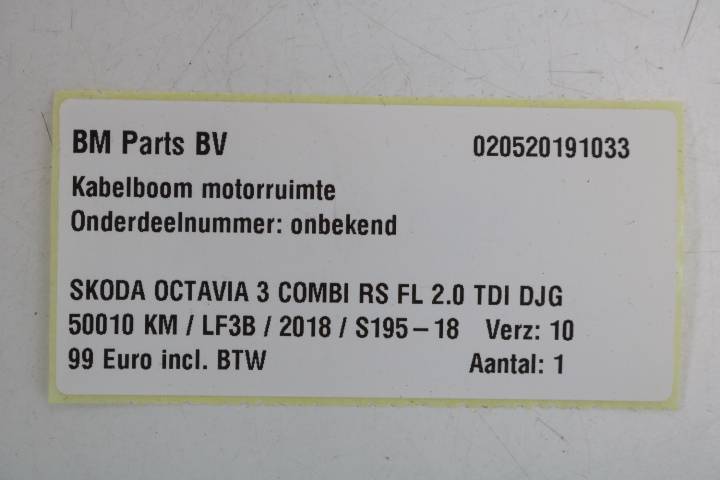 BM Parts BV 020520191033
Kabelboom motorruimte
Onderdeelnummer: onbekend
SKODA OCTAVIA 3 COMBI RS FL 2.0 TDI DJG
50010 KM / LF3B / 2018 / S195-18 Verz: 10
99 Euro incl. BTW Aantal: 1